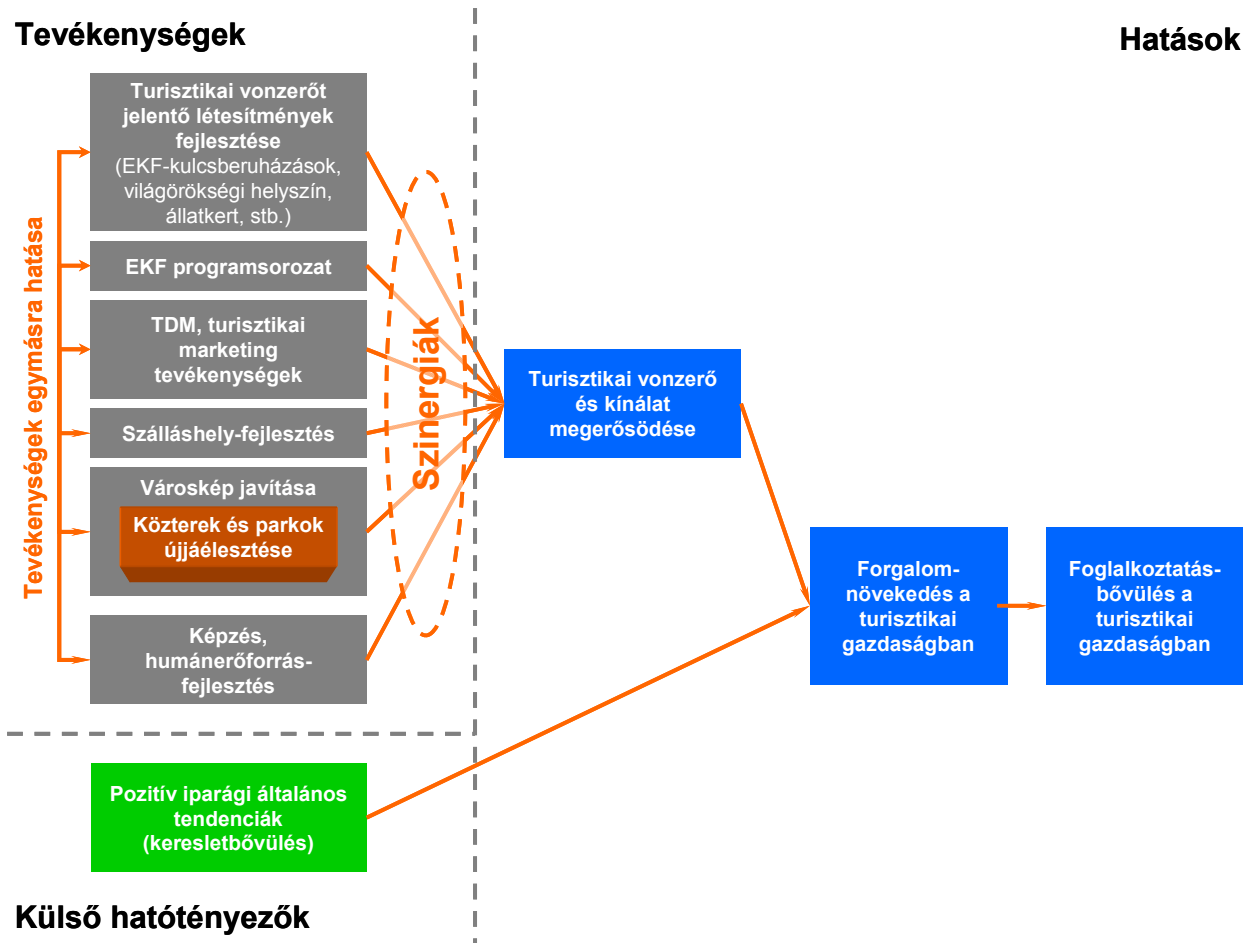 Tevékenységek
Hatások
Turisztikai vonzerőt
jelentő létesítmények
fejlesztése
(EKF-kulcsberuházások,
világörökségi helyszín,
állatkert, stb.)
EKF programsorozat
TDM, turisztikai
marketing
tevékenységek
Szálláshely-fejlesztés
Városkép javítása
Közterek és parkok
újjáélesztése
Képzés,
humánerőforrás-
fejlesztés
Tevékenységek egymásra hatása
Szinergiák
Turisztikai vonzerő
és kínálat
megerősödése
Forgalom-
növekedés a
turisztikai
gazdaságban
Foglalkoztatás-
bővülés a
turisztikai
gazdaságban
Pozitív iparági általános
tendenciák
(keresletbővülés)
Külső hatótényezők